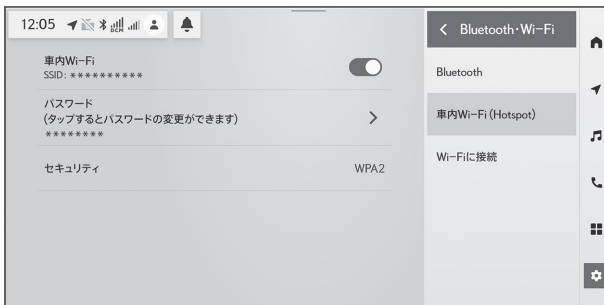 12:05
DCM
車内Wi-Fi
SSID: **********
パスワード
(タップするとパスワードの変更ができます)
********
セキュリティ WPA2
Bluetooth・Wi-Fi
Bluetooth
車内Wi-Fi (Hotspot)
Wi-Fiに接続